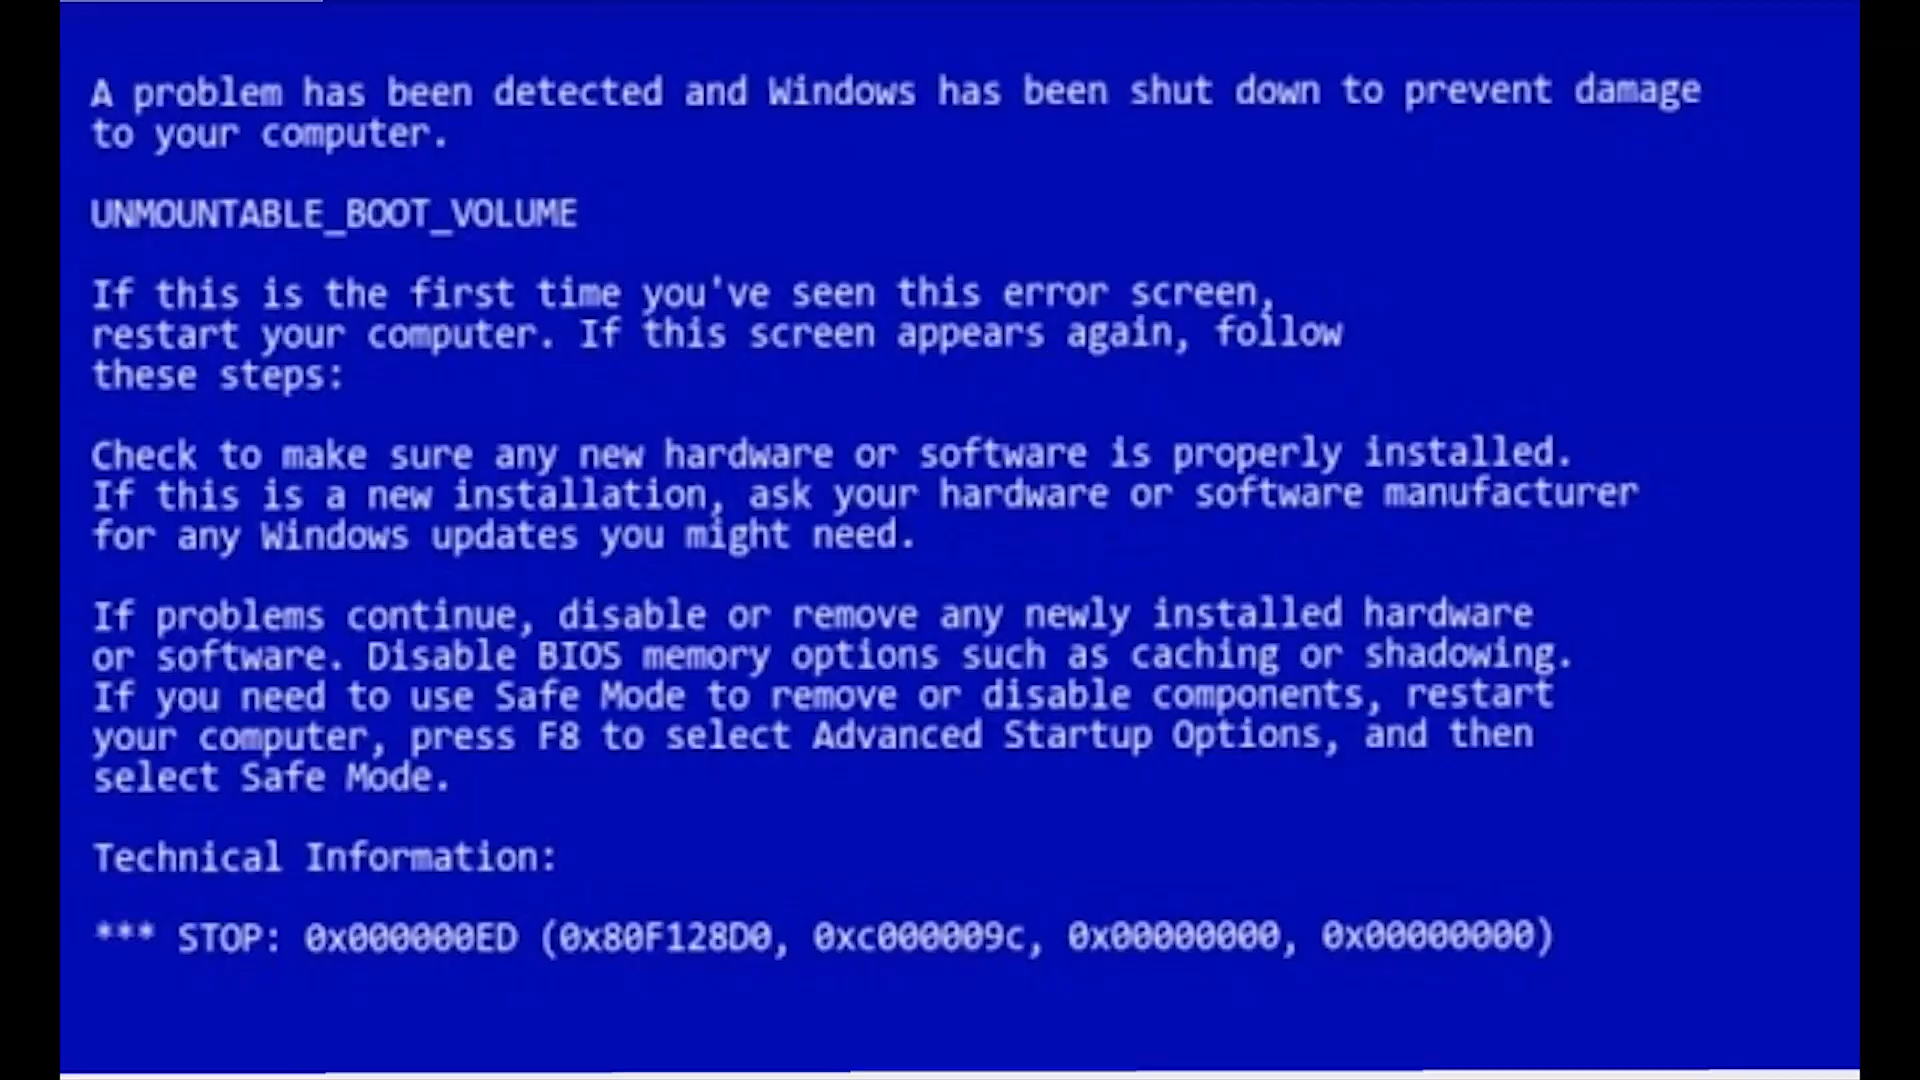 A problem has been detected and Windows has been shut down to prevent damage
to your computer.
UNMOUNTABLE_BOOT_VOLUME
If this is the first time you've seen this error screen,
restart your computer. If this screen appears again, follow
these steps:
Check to make sure any new hardware or software is properly installed.
If this is a new installation, ask your hardware or software manufacturer
for any Windows updates you might need.
If problems continue, disable or remove any newly installed hardware
or software. Disable BIOS memory options such as caching or shadowing.
If you need to use Safe Mode to remove or disable components, restart
your computer, press F8 to select Advanced Startup Options, and then
select Safe Mode.
Technical Information:
*** STOP: 0x000000ED (0x80F128D0, 0xc000009c, 0x00000000, 0x00000000)